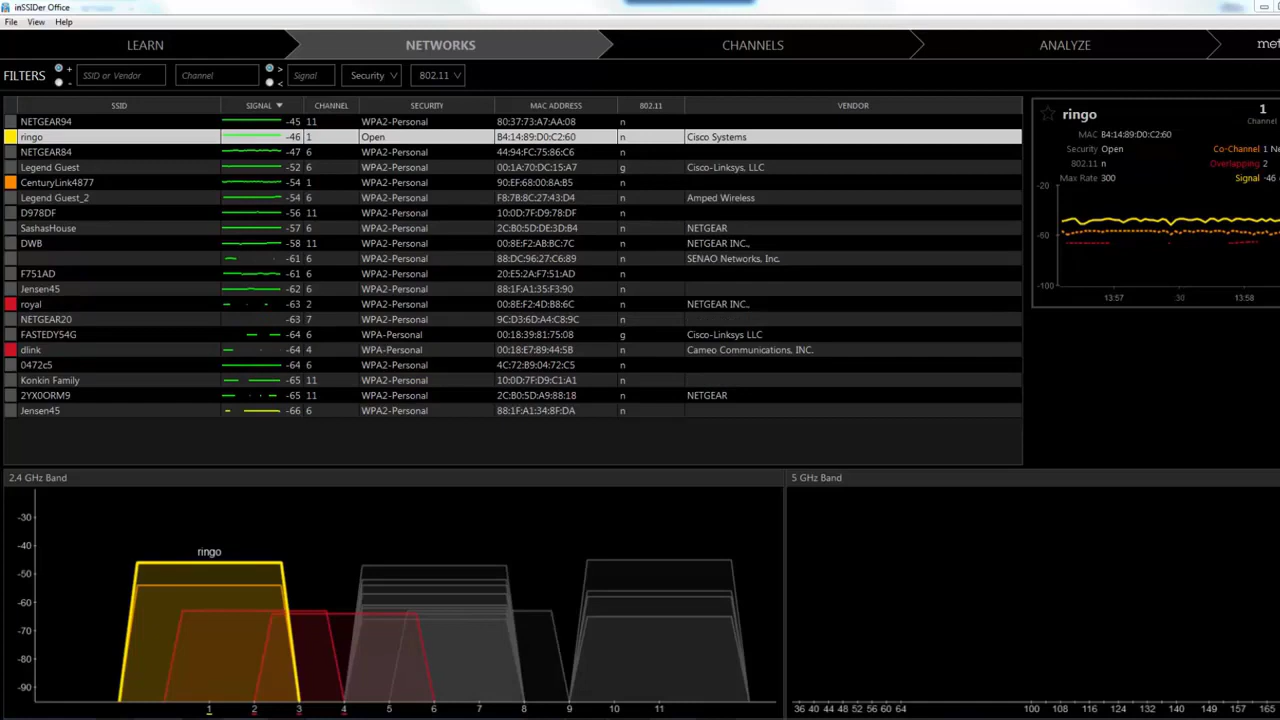 inSSIDer Office
File View Help
LEARN NETWORKS CHANNELS ANALYZE
FILTERS + - SSID or Vendor Channel > < Signal Security 802.11
SSID SIGNAL CHANNEL SECURITY MAC ADDRESS 802.11 VENDOR
NETGEAR94 -45 11 WPA2-Personal 80:37:73:A7:AA:08 n
ringo -46 1 Open B4:14:89:D0:C2:60 n Cisco Systems
NETGEAR84 -47 6 WPA2-Personal 44:94:FC:75:86:C6 n
Legend Guest -52 6 WPA2-Personal 00:1A:70:DC:15:A7 g Cisco-Linksys, LLC
CenturyLink4877 -54 1 WPA2-Personal 90:EF:68:00:8A:B5 n
Legend Guest_2 -54 6 WPA2-Personal F8:7B:8C:27:43:D4 n Amped Wireless
D978DF -56 11 WPA2-Personal 10:0D:7F:D9:78:DF n
SashasHouse -57 6 WPA2-Personal 2C:B0:5D:DE:3D:B4 n NETGEAR
DWB -58 11 WPA2-Personal 00:8E:F2:AB:BC:7C n NETGEAR INC.,
-61 6 WPA2-Personal 88:DC:96:27:C6:89 n SENAO Networks, Inc.
F751AD -61 6 WPA2-Personal 20:E5:2A:F7:51:AD n
Jensen45 -62 6 WPA2-Personal 88:1F:A1:35:F3:90 n
royal -63 2 WPA2-Personal 00:8E:F2:4D:B8:6C n NETGEAR INC.,
NETGEAR20 -63 7 WPA2-Personal 9C:D3:6D:A4:C8:9C n
FASTEDY54G -64 6 WPA-Personal 00:18:39:81:75:08 g Cisco-Linksys LLC
dlink -64 4 WPA-Personal 00:18:E7:89:44:5B n Cameo Communications, INC.
0472c5 -64 6 WPA2-Personal 4C:72:B9:04:72:C5 n
Konkin Family -65 11 WPA2-Personal 10:0D:7F:D9:C1:A1 n
2YX0ORM9 -65 11 WPA2-Personal 2C:B0:5D:A9:88:18 n NETGEAR
Jensen45 -66 6 WPA2-Personal 88:1F:A1:34:8F:DA n
ringo 1
Channel
MAC B4:14:89:D0:C2:60
Security Open Co-Channel 1 Ne
802.11 n Overlapping 2
Max Rate 300 Signal -46
-20
-60
-100
13:57 :30 13:58
2.4 GHz Band
-30
-40
-50
-60
-70
-80
-90
ringo
1 2 3 4 5 6 7 8 9 10 11
5 GHz Band
36 40 44 48 52 56 60 64 100 108 116 124 132 140 149 157 165